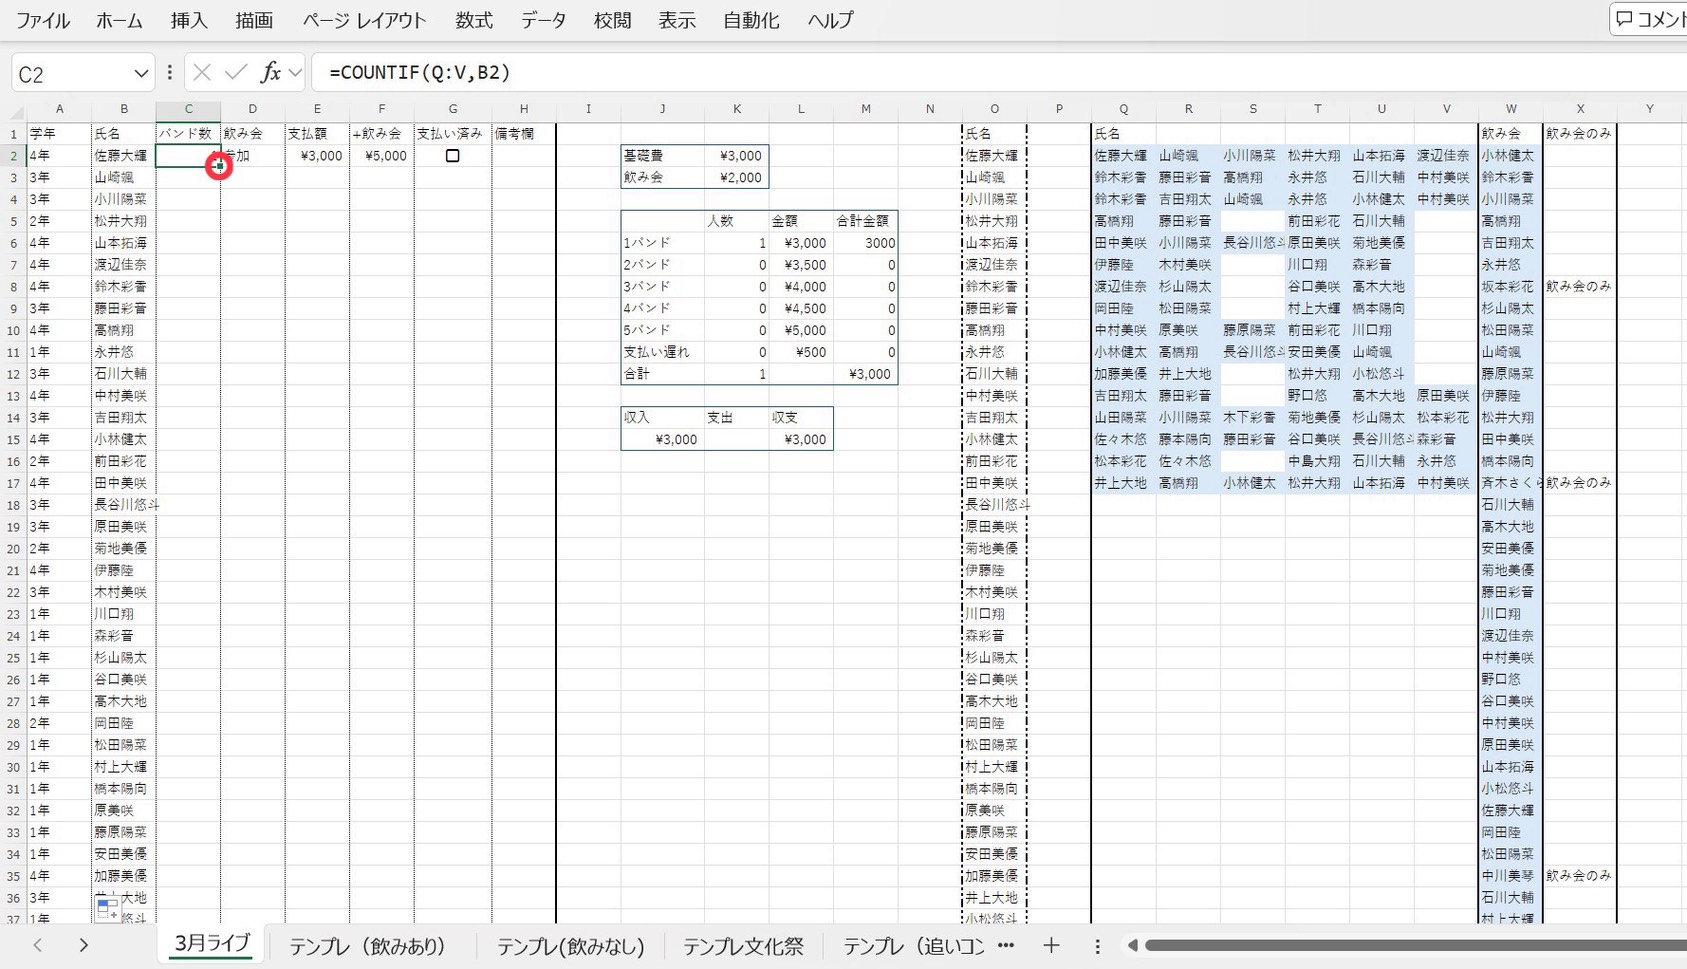 ファイル ホーム 挿入 描画 ページ レイアウト 数式 データ 校閲 表示 自動化 ヘルプ コメント
C2 fx =COUNTIF(Q:V,B2)
A B C D E F G H I J K L M N O P Q R S T U V W X Y
1 学年 氏名 バンド数 飲み会 支払額 +飲み会 支払い済み 備考欄 氏名 氏名 飲み会 飲み会のみ
2 4年 佐藤大輝 参加 ¥3,000 ¥5,000 基礎費 ¥3,000 佐藤大輝 佐藤大輝 山崎颯 小川陽菜 松井大翔 山本拓海 渡辺佳奈 小林健太
3 3年 山崎颯 飲み会 ¥2,000 山崎颯 鈴木彩香 藤田彩音 高橋翔 永井悠 石川大輔 中村美咲 鈴木彩香
4 3年 小川陽菜 小川陽菜 鈴木彩香 吉田翔太 山崎颯 永井悠 小林健太 中村美咲 小川陽菜
5 2年 松井大翔 人数 金額 合計金額 松井大翔 高橋翔 藤田彩音 前田彩花 石川大輔 高橋翔
6 4年 山本拓海 1バンド 1 ¥3,000 3000 山本拓海 田中美咲 小川陽菜 長谷川悠斗 原田美咲 菊地美優 吉田翔太
7 4年 渡辺佳奈 2バンド 0 ¥3,500 0 渡辺佳奈 伊藤陸 木村美咲 川口翔 森彩音 永井悠
8 4年 鈴木彩香 3バンド 0 ¥4,000 0 鈴木彩香 渡辺佳奈 杉山陽太 谷口美咲 高木大地 坂本彩花 飲み会のみ
9 3年 藤田彩音 4バンド 0 ¥4,500 0 藤田彩音 岡田陸 松田陽菜 村上大輝 橋本陽向 杉山陽太
10 4年 高橋翔 5バンド 0 ¥5,000 0 高橋翔 中村美咲 原美咲 藤原陽菜 前田彩花 川口翔 松田陽菜
11 1年 永井悠 支払い遅れ 0 ¥500 0 永井悠 小林健太 高橋翔 長谷川悠斗 安田美優 山崎颯 山崎颯
12 3年 石川大輔 合計 1 ¥3,000 石川大輔 加藤美優 井上大地 松井大翔 小松悠斗 藤原陽菜
13 4年 中村美咲 中村美咲 吉田翔太 藤田彩音 野口悠 高木大地 原田美咲 伊藤陸
14 3年 吉田翔太 収入 支出 収支 吉田翔太 山田陽菜 小川陽菜 木下彩香 菊地美優 杉山陽太 松本彩花 松井大翔
15 4年 小林健太 ¥3,000 ¥3,000 小林健太 佐々木悠 藤本陽向 藤田彩音 谷口美咲 長谷川悠斗 森彩音 田中美咲
16 2年 前田彩花 前田彩花 松本彩花 佐々木悠 中島大翔 石川大輔 永井悠 橋本陽向
17 4年 田中美咲 田中美咲 井上大地 高橋翔 小林健太 松井大翔 山本拓海 中村美咲 斉木さくら 飲み会のみ
18 3年 長谷川悠斗 長谷川悠斗 石川大輔
19 3年 原田美咲 原田美咲 高木大地
20 2年 菊地美優 菊地美優 安田美優
21 4年 伊藤陸 伊藤陸 菊地美優
22 3年 木村美咲 木村美咲 藤田彩音
23 1年 川口翔 川口翔 川口翔
24 1年 森彩音 森彩音 渡辺佳奈
25 1年 杉山陽太 杉山陽太 中村美咲
26 1年 谷口美咲 谷口美咲 野口悠
27 1年 高木大地 高木大地 谷口美咲
28 2年 岡田陸 岡田陸 中村美咲
29 1年 松田陽菜 松田陽菜 原田美咲
30 1年 村上大輝 村上大輝 山本拓海
31 1年 橋本陽向 橋本陽向 小松悠斗
32 1年 原美咲 原美咲 佐藤大輝
33 1年 藤原陽菜 藤原陽菜 岡田陸
34 1年 安田美優 安田美優 松田陽菜
35 4年 加藤美優 加藤美優 中川美琴 飲み会のみ
36 3年 井上大地 井上大地 石川大輔
37 1年 悠斗 小松悠斗 村上大輝
3月ライブ テンプレ（飲みあり） テンプレ(飲みなし) テンプレ文化祭 テンプレ（追いコン ...